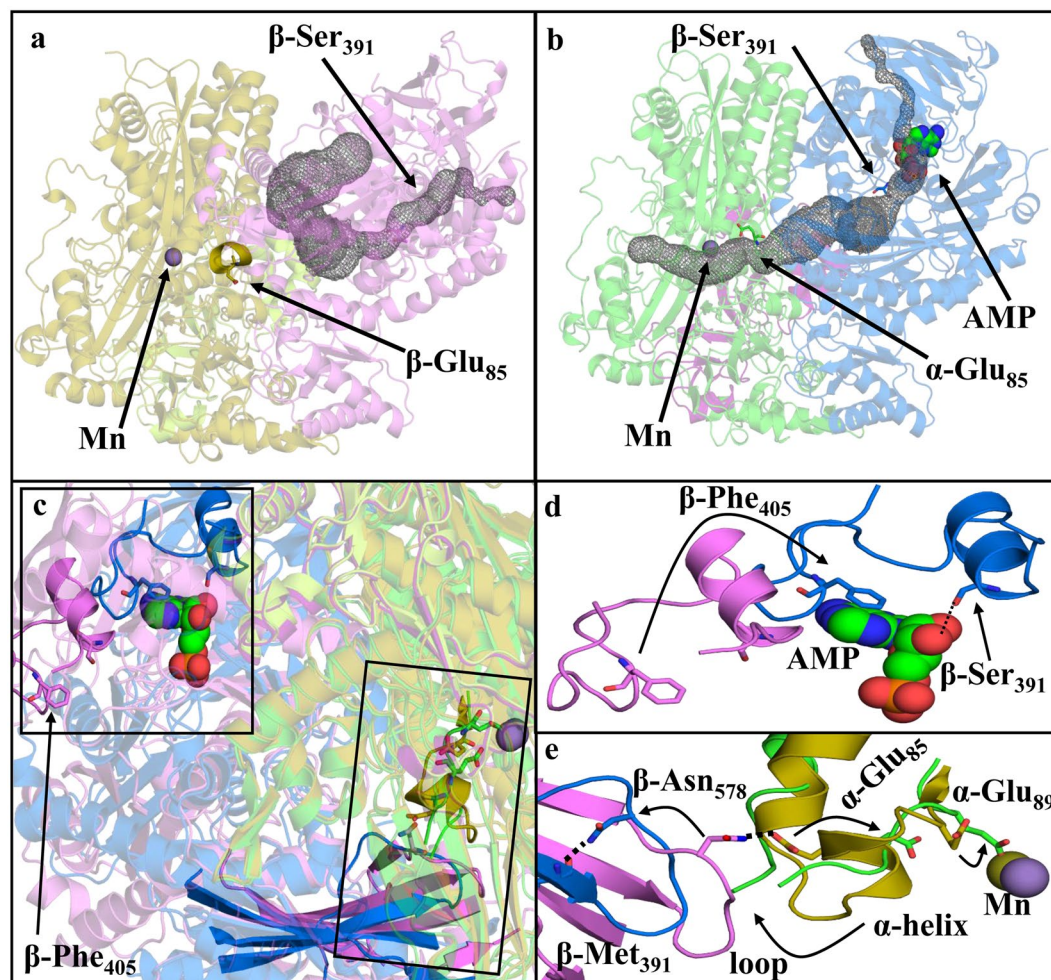 a
β-Ser391
β-Glu85
Mn
b
β-Ser391
AMP
α-Glu85
Mn
c
β-Phe405
d
β-Phe405
AMP
β-Ser391
e
β-Asn578
α-Glu85
α-Glu89
Mn
α-helix
loop
β-Met391